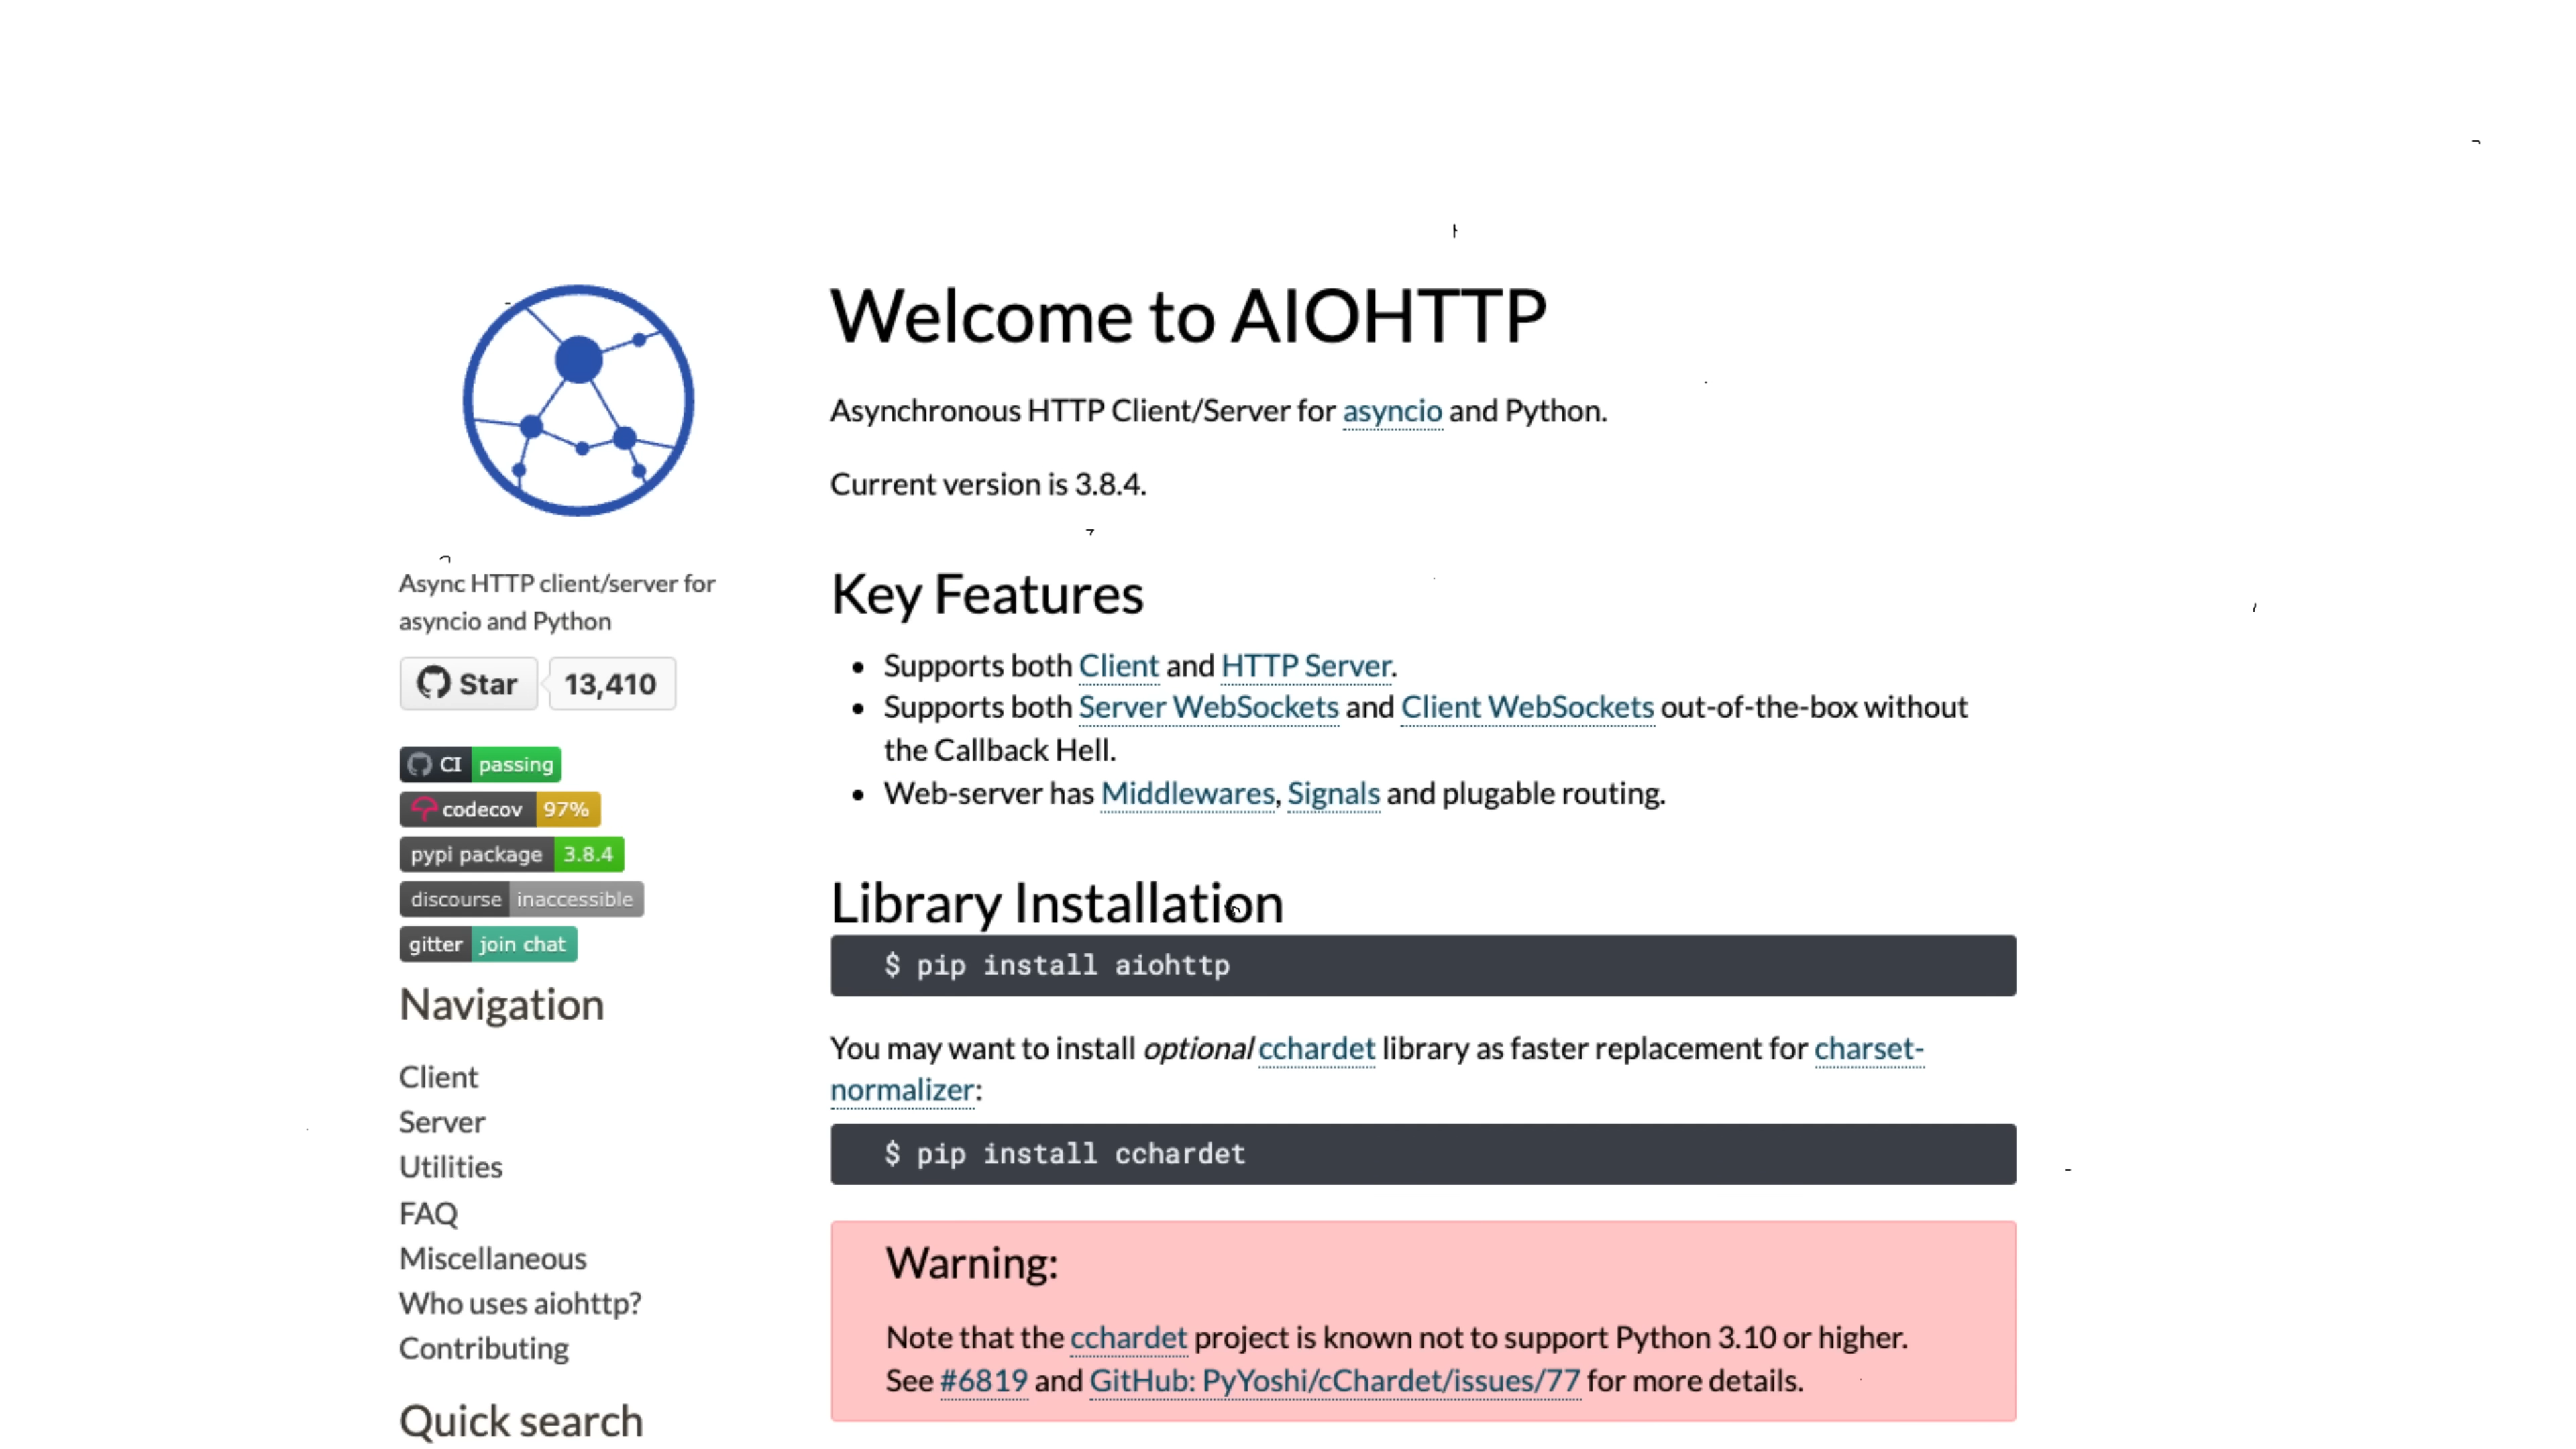 Async HTTP client/server for
asyncio and Python
Star 13,410
CI passing
codecov 97%
pypi package 3.8.4
discourse inaccessible
gitter join chat
Navigation
Client
Server
Utilities
FAQ
Miscellaneous
Who uses aiohttp?
Contributing
Quick search
Welcome to AIOHTTP
Asynchronous HTTP Client/Server for asyncio and Python.
Current version is 3.8.4.
Key Features
• Supports both Client and HTTP Server.
• Supports both Server WebSockets and Client WebSockets out-of-the-box without
the Callback Hell.
• Web-server has Middlewares, Signals and plugable routing.
Library Installation
$ pip install aiohttp
You may want to install optional cchardet library as faster replacement for charset-
normalizer:
$ pip install cchardet
Warning:
Note that the cchardet project is known not to support Python 3.10 or higher.
See #6819 and GitHub: PyYoshi/cChardet/issues/77 for more details.